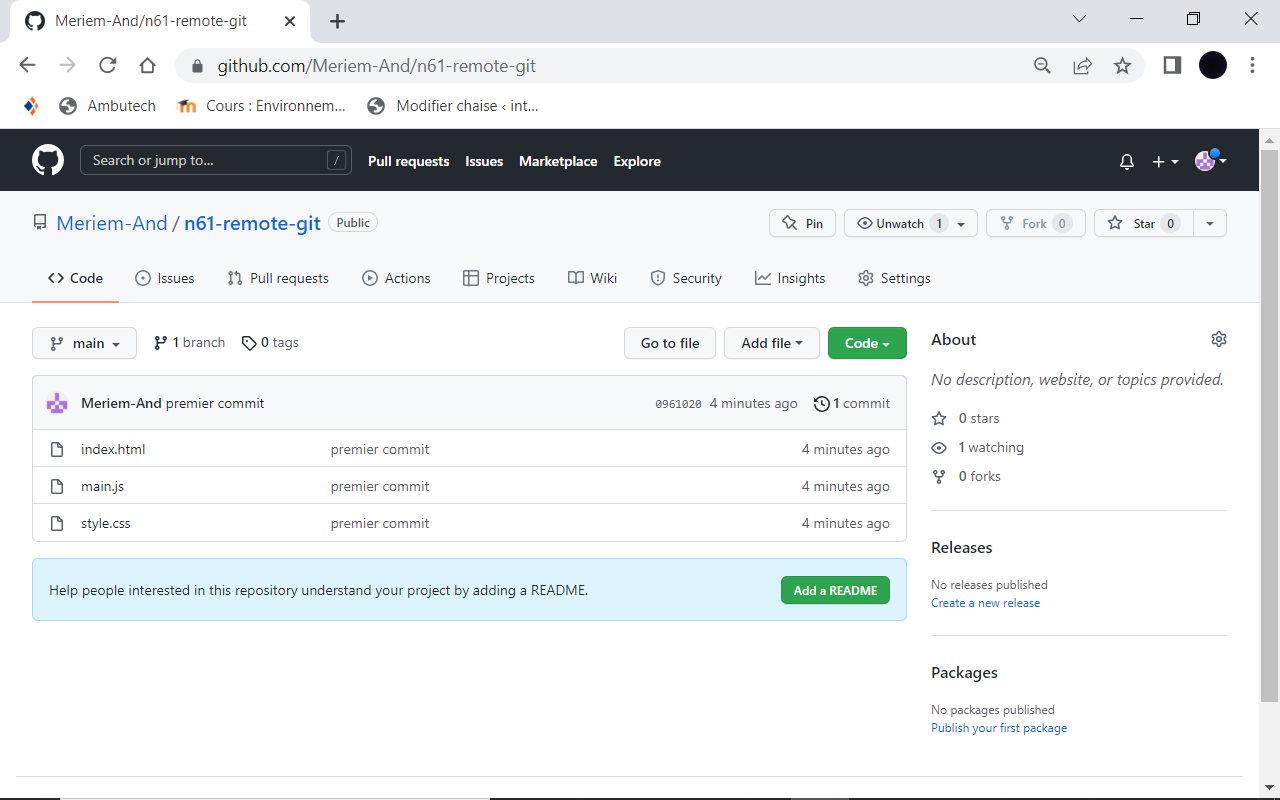 Meriem-And/n61-remote-git
github.com/Meriem-And/n61-remote-git
Ambutech Cours : Environnem... Modifier chaise ‹ int...
Search or jump to... / Pull requests Issues Marketplace Explore
Meriem-And / n61-remote-git Public Pin Unwatch 1 Fork 0 Star 0
Code Issues Pull requests Actions Projects Wiki Security Insights Settings
main 1 branch 0 tags Go to file Add file Code
Meriem-And premier commit 0961020 4 minutes ago 1 commit
index.html premier commit 4 minutes ago
main.js premier commit 4 minutes ago
style.css premier commit 4 minutes ago
Help people interested in this repository understand your project by adding a README. Add a README
About
No description, website, or topics provided.
0 stars
1 watching
0 forks
Releases
No releases published
Create a new release
Packages
No packages published
Publish your first package